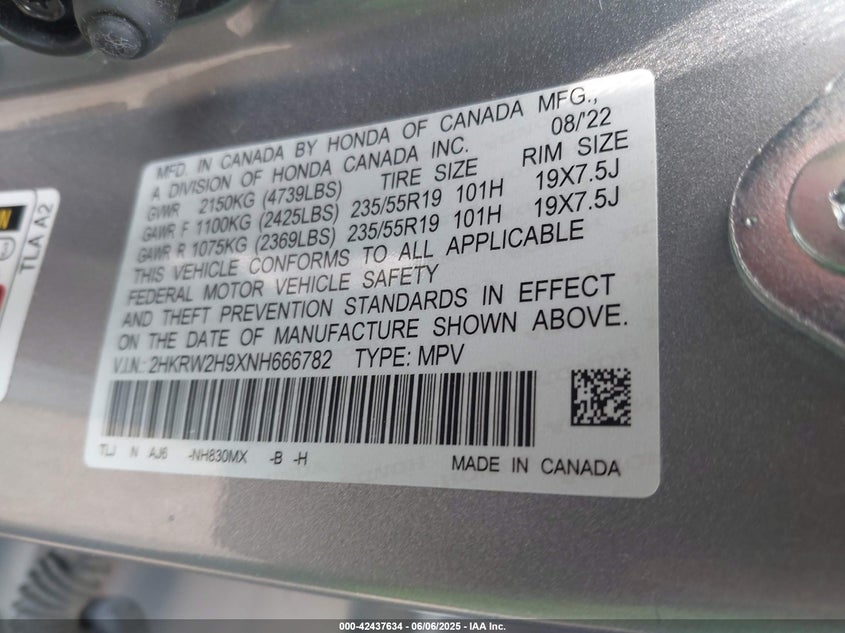 MFD. IN CANADA BY HONDA OF CANADA MFG.,
A DIVISION OF HONDA CANADA INC. 08/'22
GVWR 2150KG (4739LBS) TIRE SIZE RIM SIZE
GAWR F 1100KG (2425LBS) 235/55R19 101H 19X7.5J
GAWR R 1075KG (2369LBS) 235/55R19 101H 19X7.5J
THIS VEHICLE CONFORMS TO ALL APPLICABLE
FEDERAL MOTOR VEHICLE SAFETY
AND THEFT PREVENTION STANDARDS IN EFFECT
ON THE DATE OF MANUFACTURE SHOWN ABOVE.
V.I.N.: 2HKRW2H9XNH666782 TYPE: MPV
TLJ N AJ6 -NH830MX -B -H
MADE IN CANADA
TLA A2
000-42437634 - 06/06/2025 - IAA Inc.